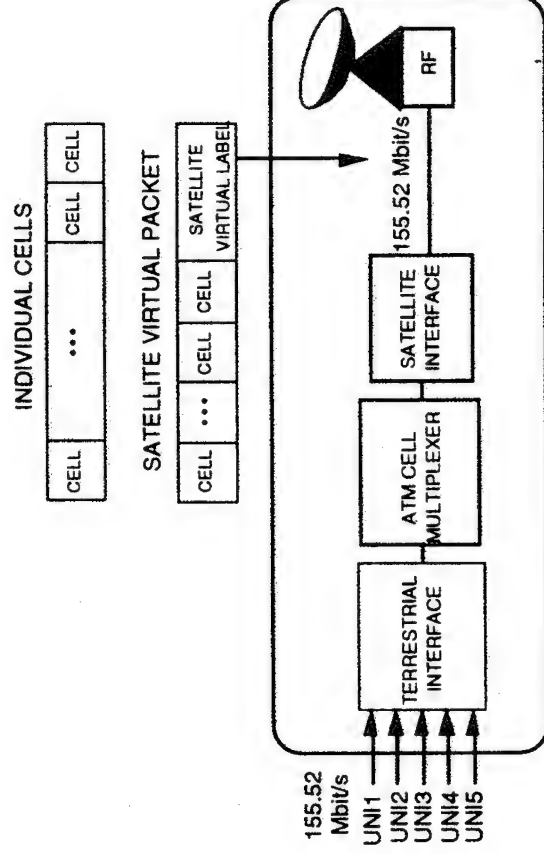 INDIVIDUAL CELLS
CELL ••• CELL CELL
SATELLITE VIRTUAL PACKET
CELL ••• CELL CELL SATELLITE
VIRTUAL LABEL
155.52
Mbit/s
UNI1
UNI2
UNI3
UNI4
UNI5
TERRESTRIAL
INTERFACE
ATM CELL
MULTIPLEXER
SATELLITE
INTERFACE
155.52 Mbit/s
RF